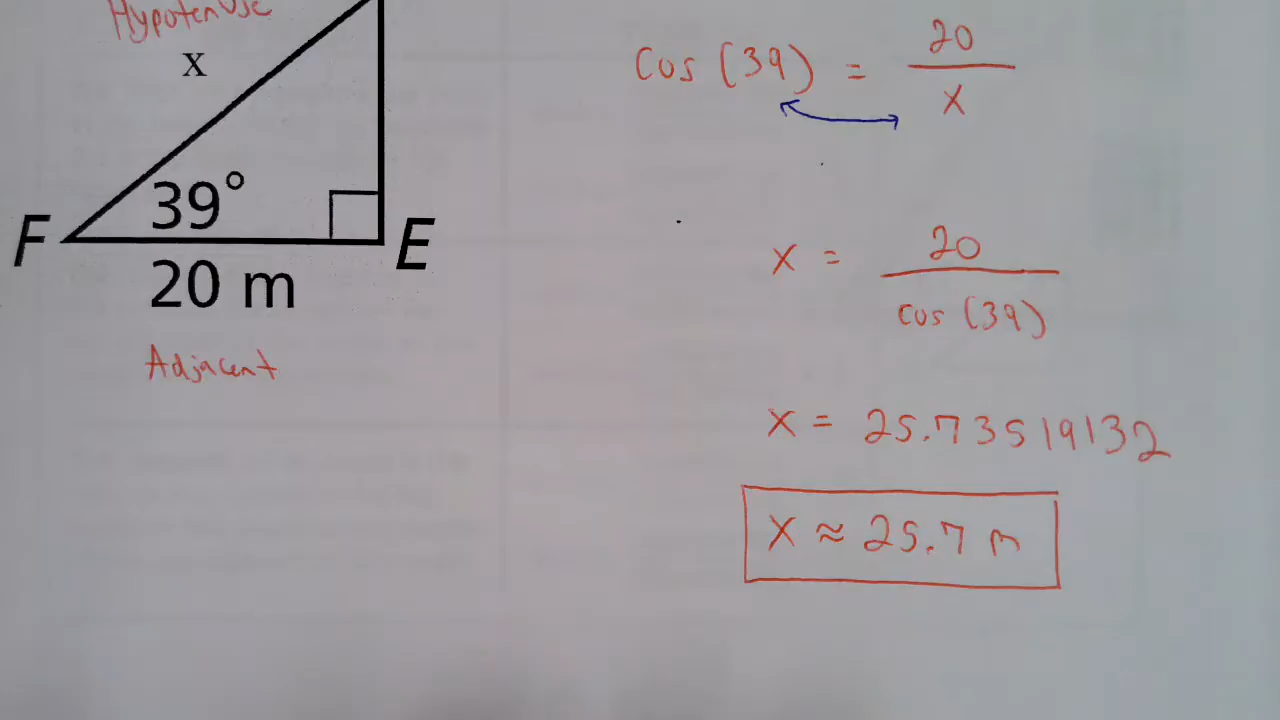 Hypotenuse
x
39°
F
E
20 m
Adjacent
cos (39) = 20 / x
x = 20 / cos (39)
x = 25.73519132
x ≈ 25.7 m